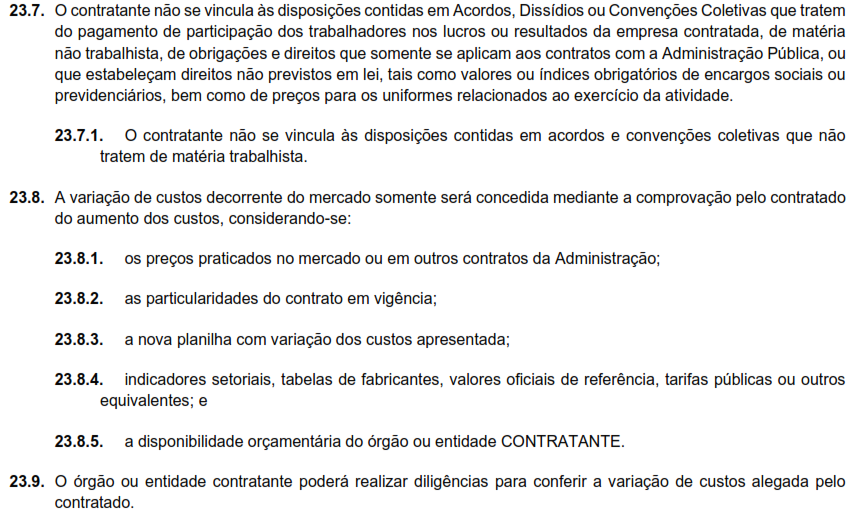 23.7. O contratante não se vincula às disposições contidas em Acordos, Dissídios ou Convenções Coletivas que tratem
do pagamento de participação dos trabalhadores nos lucros ou resultados da empresa contratada, de matéria
não trabalhista, de obrigações e direitos que somente se aplicam aos contratos com a Administração Pública, ou
que estabeleçam direitos não previstos em lei, tais como valores ou índices obrigatórios de encargos sociais ou
previdenciários, bem como de preços para os uniformes relacionados ao exercício da atividade.
23.7.1. O contratante não se vincula às disposições contidas em acordos e convenções coletivas que não
tratem de matéria trabalhista.
23.8. A variação de custos decorrente do mercado somente será concedida mediante a comprovação pelo contratado
do aumento dos custos, considerando-se:
23.8.1. os preços praticados no mercado ou em outros contratos da Administração;
23.8.2. as particularidades do contrato em vigência;
23.8.3. a nova planilha com variação dos custos apresentada;
23.8.4. indicadores setoriais, tabelas de fabricantes, valores oficiais de referência, tarifas públicas ou outros
equivalentes; e
23.8.5. a disponibilidade orçamentária do órgão ou entidade CONTRATANTE.
23.9. O órgão ou entidade contratante poderá realizar diligências para conferir a variação de custos alegada pelo
contratado.